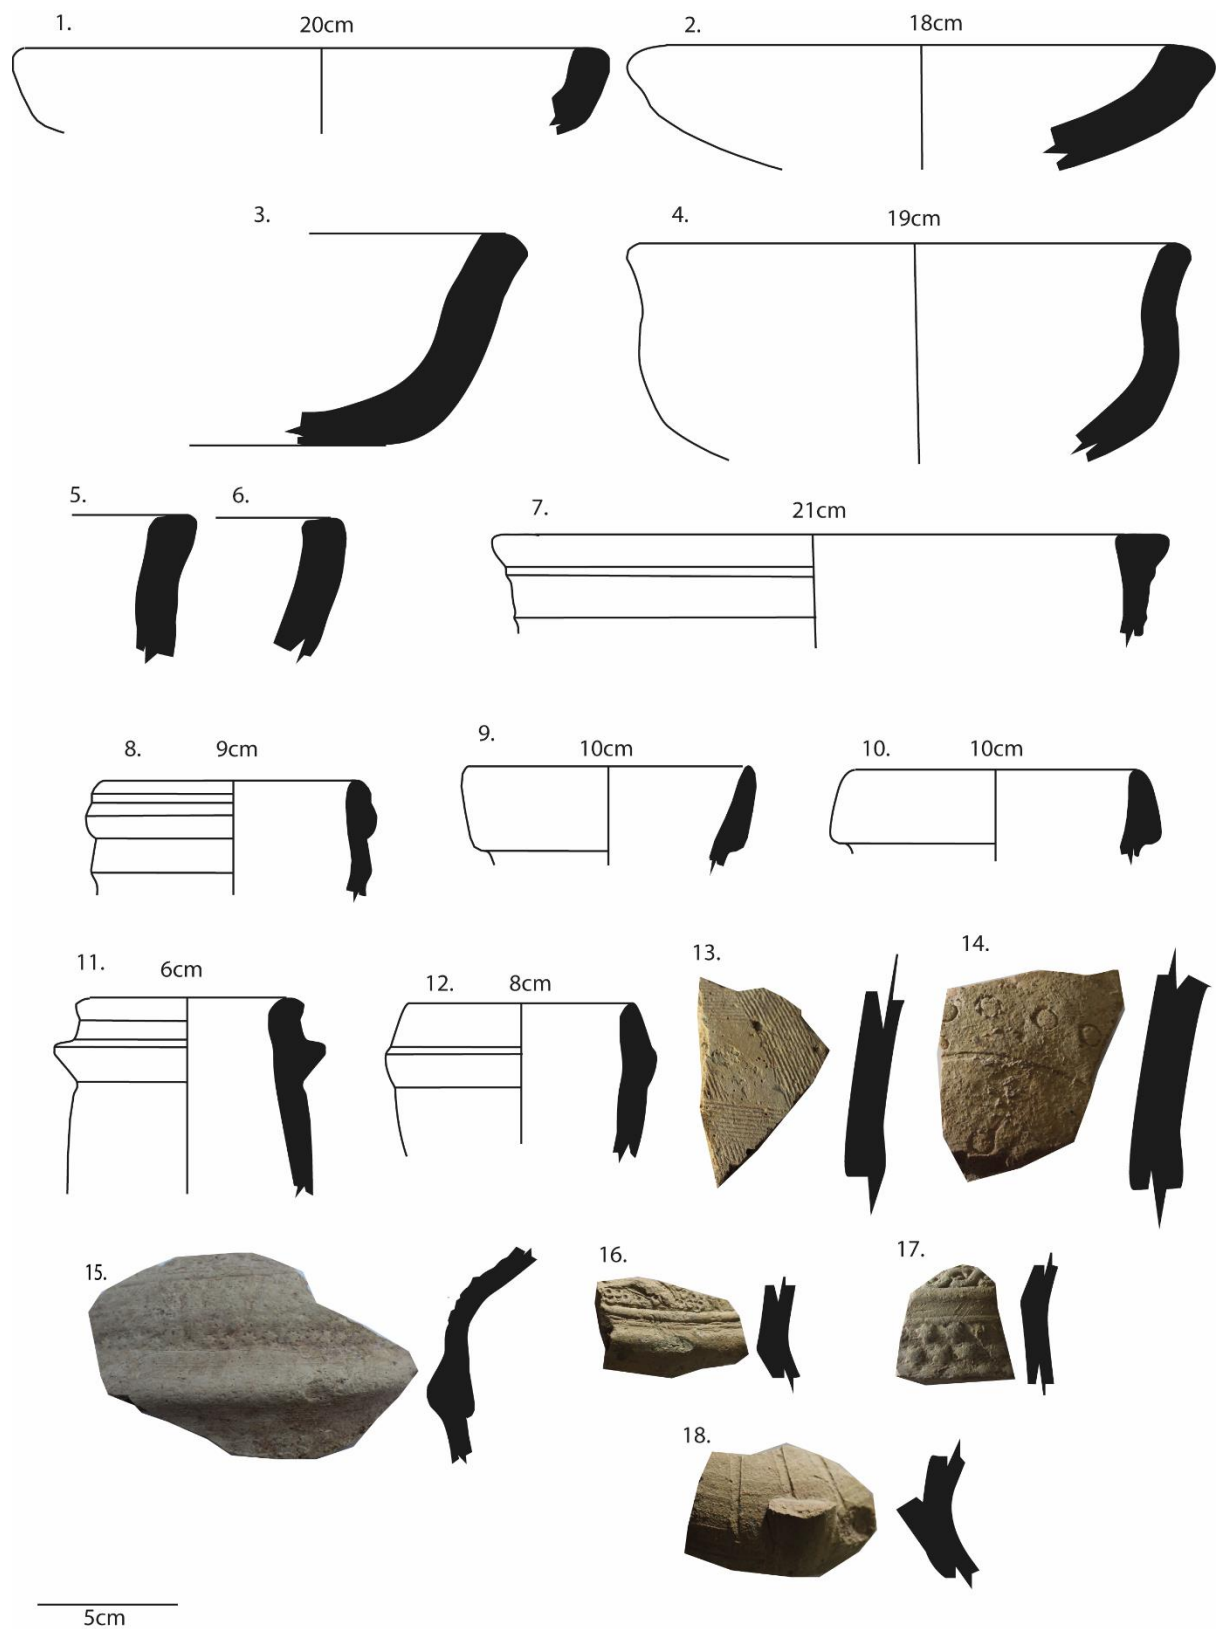 1. 20cm
2. 18cm
3.
4. 19cm
5.
6.
7. 21cm
8. 9cm
9. 10cm
10. 10cm
11. 6cm
12. 8cm
13.
14.
15.
16.
17.
18.
5cm